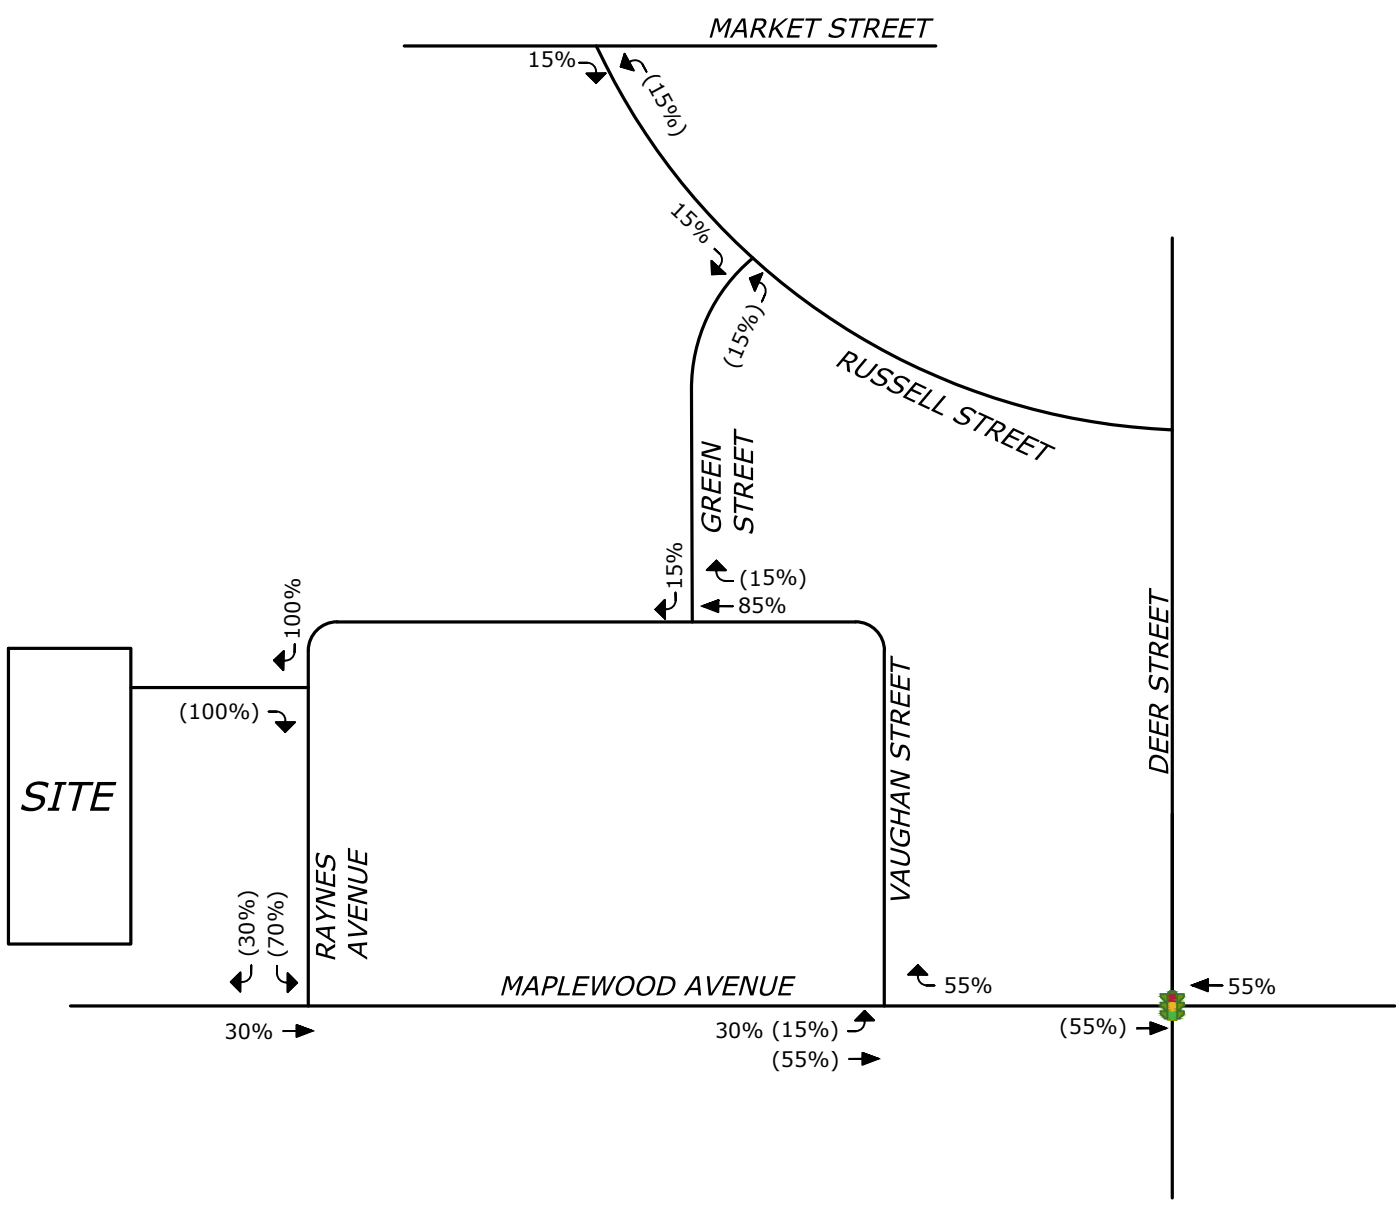 MARKET STREET
15%
(15%)
15%
(15%)
RUSSELL STREET
GREEN
STREET
15%
(15%)
85%
100%
(100%)
SITE
DEER STREET
VAUGHAN STREET
RAYNES
AVENUE
(30%)
(70%)
MAPLEWOOD AVENUE
55%
55%
30%
30% (15%)
(55%)
(55%)